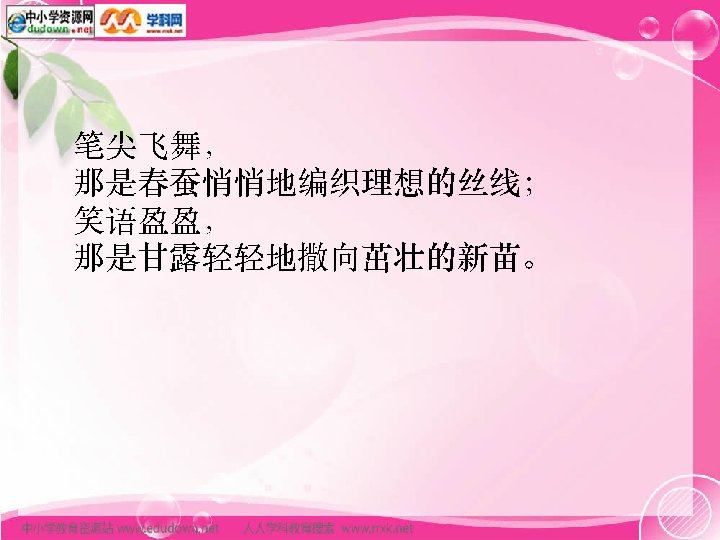 中小学资源网
dudown.net
学科网
www.nxk.net
笔尖飞舞，
那是春蚕悄悄地编织理想的丝线；
笑语盈盈，
那是甘露轻轻地撒向茁壮的新苗。
中小学教育资源站 www.edudown.net 人人学科教育搜索 www.rrxk.net